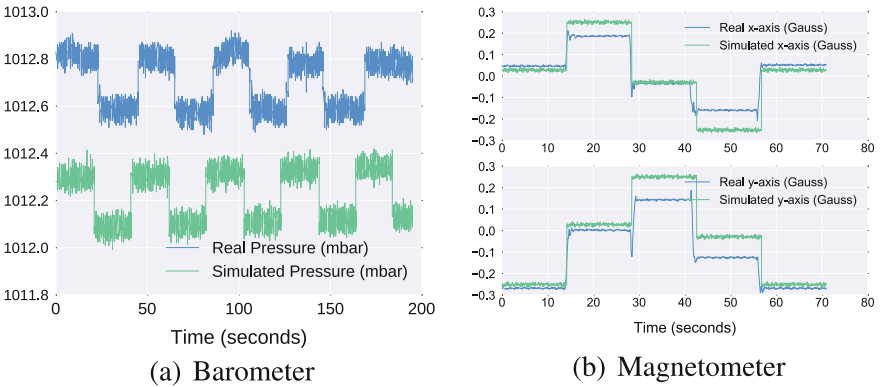 1013.0
1012.8
1012.6
1012.4
1012.2
1012.0
1011.8
0 50 100 150 200
Real Pressure (mbar)
Simulated Pressure (mbar)
Time (seconds)
(a) Barometer
0.3
0.2
0.1
0.0
−0.1
−0.2
−0.3
0 10 20 30 40 50 60 70 80
Real x-axis (Gauss)
Simulated x-axis (Gauss)
0.3
0.2
0.1
0.0
−0.1
−0.2
−0.3
0 10 20 30 40 50 60 70 80
Real y-axis (Gauss)
Simulated y-axis (Gauss)
Time (seconds)
(b) Magnetometer